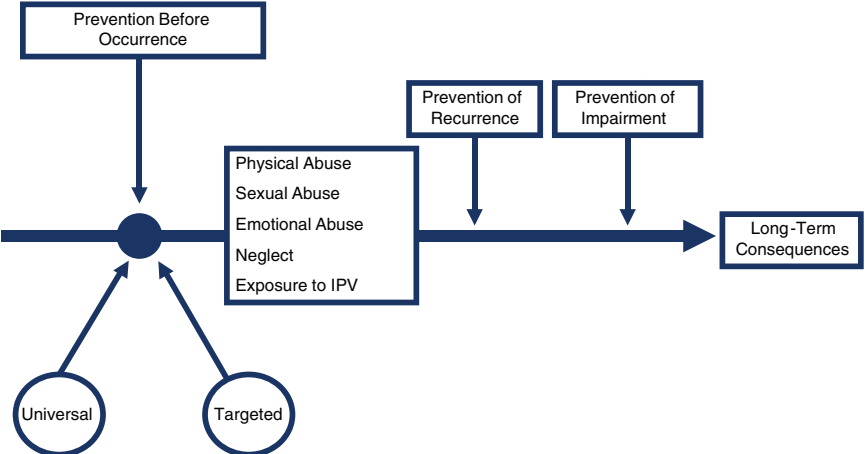 Prevention Before
Occurrence
Prevention of
Recurrence
Prevention of
Impairment
Physical Abuse
Sexual Abuse
Emotional Abuse
Neglect
Exposure to IPV
Long-Term
Consequences
Universal
Targeted